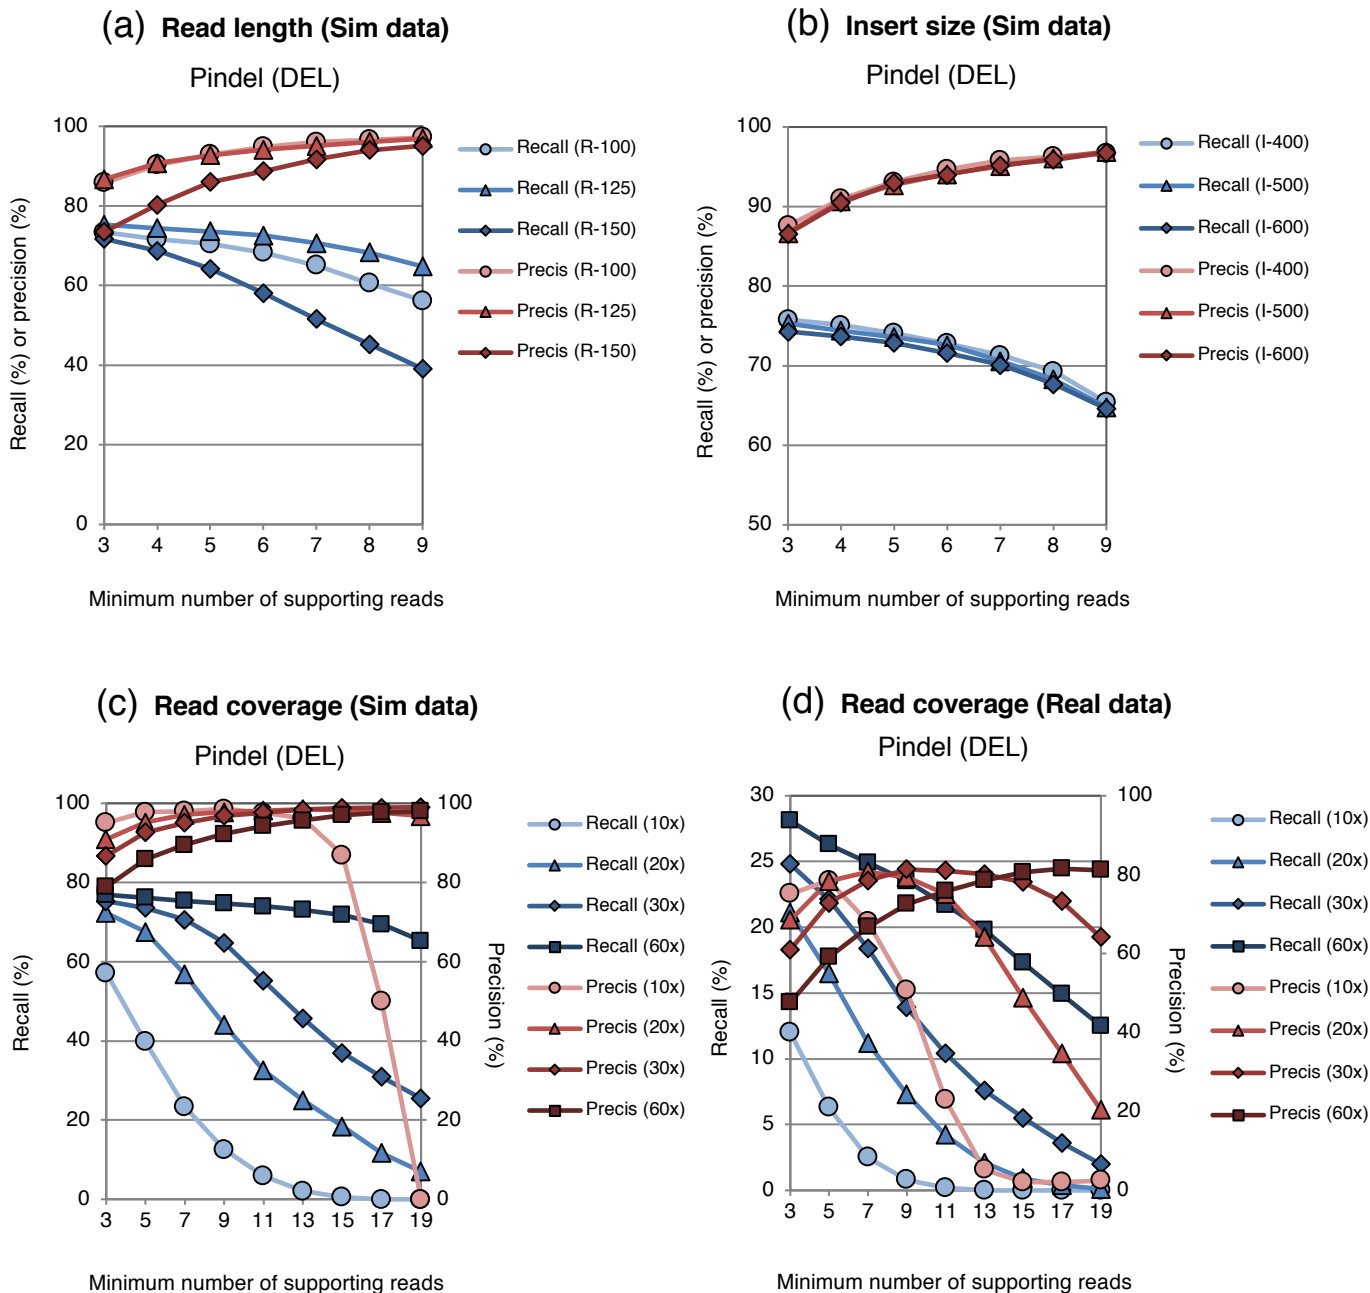 (a) Read length (Sim data)
Pindel (DEL)
100
80
60
40
20
0
3 4 5 6 7 8 9
Recall (%) or precision (%)
Minimum number of supporting reads
Recall (R-100)
Recall (R-125)
Recall (R-150)
Precis (R-100)
Precis (R-125)
Precis (R-150)
(b) Insert size (Sim data)
Pindel (DEL)
100
90
80
70
60
50
3 4 5 6 7 8 9
Recall (%) or precision (%)
Minimum number of supporting reads
Recall (I-400)
Recall (I-500)
Recall (I-600)
Precis (I-400)
Precis (I-500)
Precis (I-600)
(c) Read coverage (Sim data)
Pindel (DEL)
100
80
60
40
20
0
100
80
60
40
20
0
3 5 7 9 11 13 15 17 19
Recall (%)
Precision (%)
Minimum number of supporting reads
Recall (10x)
Recall (20x)
Recall (30x)
Recall (60x)
Precis (10x)
Precis (20x)
Precis (30x)
Precis (60x)
(d) Read coverage (Real data)
Pindel (DEL)
30
25
20
15
10
5
0
100
80
60
40
20
0
3 5 7 9 11 13 15 17 19
Recall (%)
Precision (%)
Minimum number of supporting reads
Recall (10x)
Recall (20x)
Recall (30x)
Recall (60x)
Precis (10x)
Precis (20x)
Precis (30x)
Precis (60x)